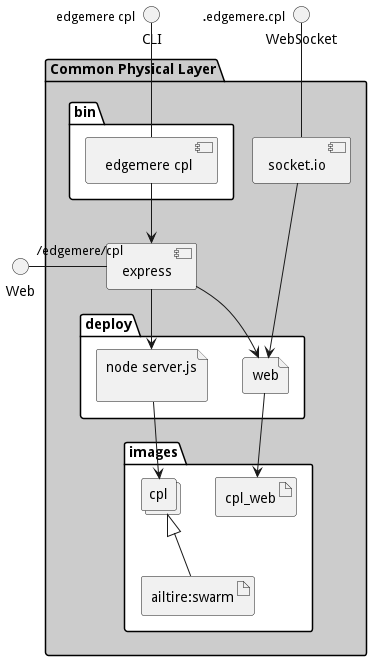 edgemere cpl
.edgemere.cpl
CLI
WebSocket
Common Physical Layer
bin
edgemere cpl
socket.io
/edgemere/cpl
express
Web
deploy
node server.js
web
images
cpl
cpl_web
ailtire:swarm